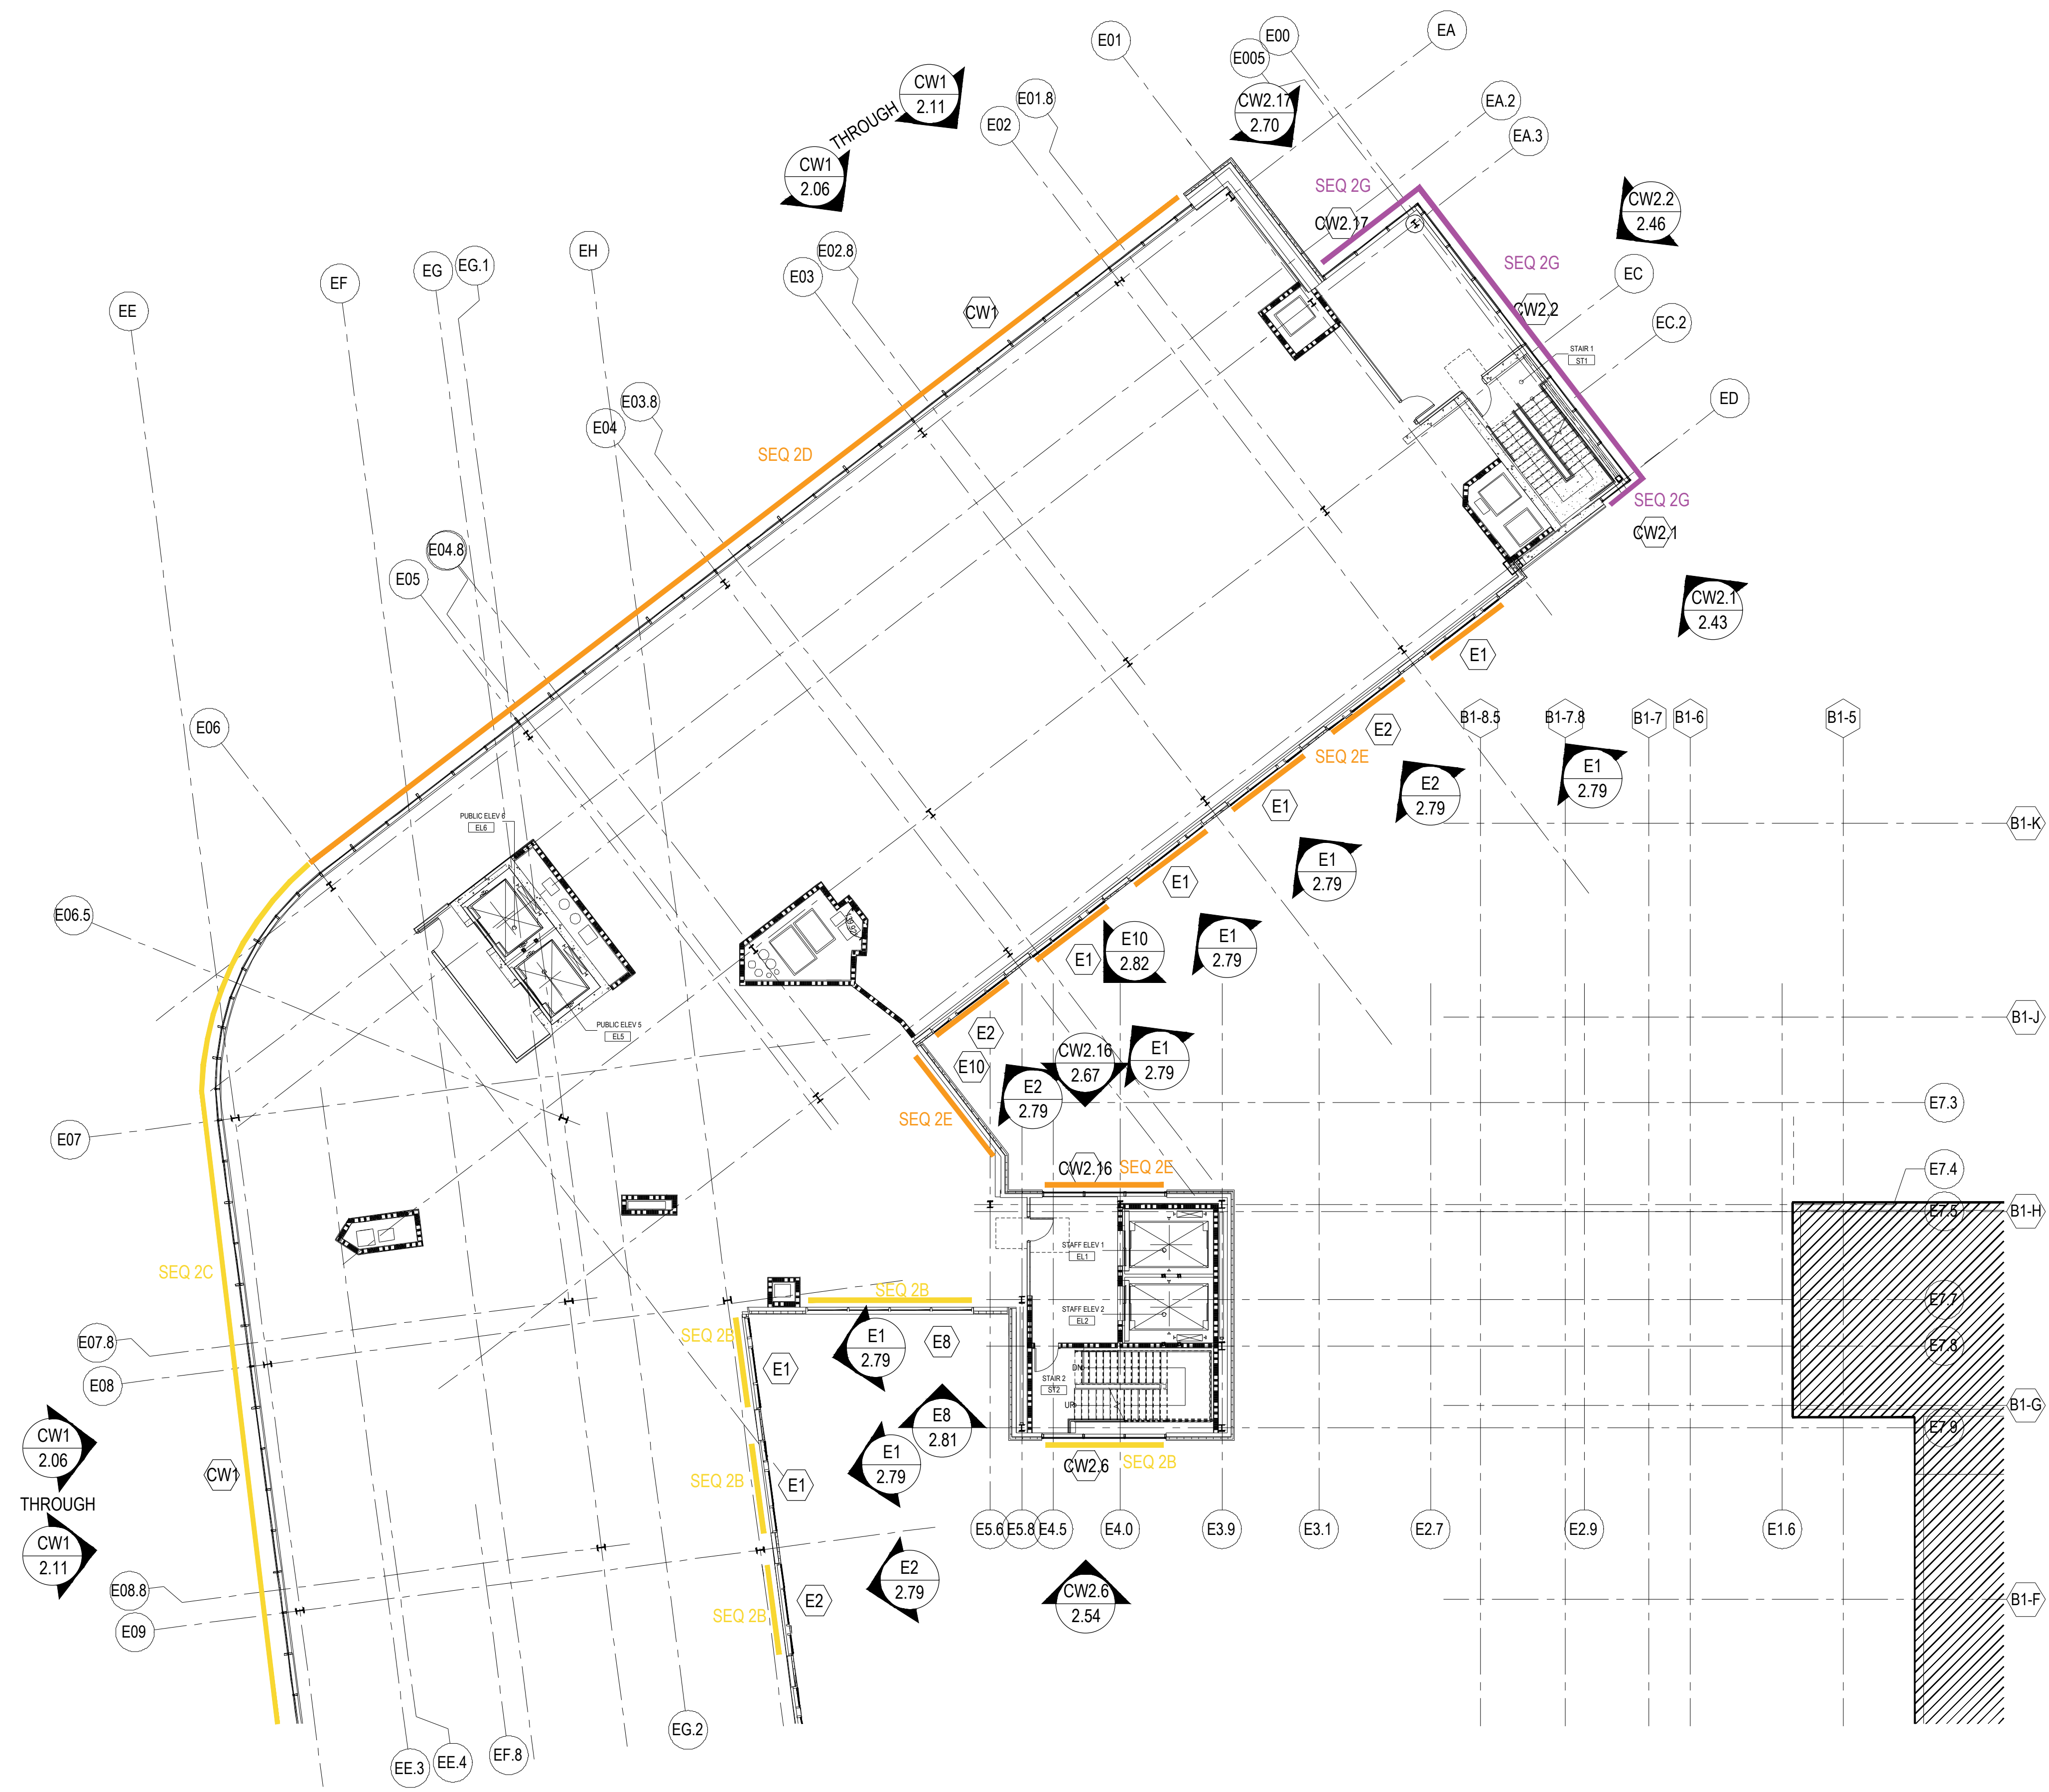 E01
E00
E005
EA
CW1
2.11
THROUGH
CW1
2.06
E01.8
E02
CW2.17
2.70
EA.2
EA.3
SEQ 2G
CW2.17
CW2.2
2.46
SEQ 2G
EC
CW2.2
EC.2
STAIR 1
ST1
ED
SEQ 2G
CW2.1
CW2.1
2.43
EE
EF
EG
EG.1
EH
E02.8
E03
CW1
E03.8
E04
SEQ 2D
E04.8
E05
E06
E06.5
E1
E2
SEQ 2E
E1
E2
2.79
E1
2.79
B1-8.5
B1-7.8
B1-7
B1-6
B1-5
B1-K
PUBLIC ELEV 6
EL6
E1
E1
2.79
E1
E10
2.82
E1
2.79
PUBLIC ELEV 5
EL5
E2
E10
CW2.16
2.67
E1
2.79
E2
2.79
B1-J
E7.3
E07
SEQ 2E
CW2.16
SEQ 2E
E7.4
E7.5
B1-H
STAFF ELEV 1
EL1
SEQ 2C
SEQ 2B
E7.7
STAFF ELEV 2
EL2
E07.8
SEQ 2B
E1
2.79
E8
E7.8
E08
E1
STAIR 2
ST2
DN
UP
E8
2.81
B1-G
E7.9
CW1
2.06
THROUGH
CW1
2.11
CW1
SEQ 2B
E1
E1
2.79
CW2.6
SEQ 2B
E5.6
E5.8
E4.5
E4.0
E3.9
E3.1
E2.7
E2.9
E1.6
E08.8
E09
SEQ 2B
E2
E2
2.79
CW2.6
2.54
B1-F
EG.2
EE.3
EE.4
EF.8